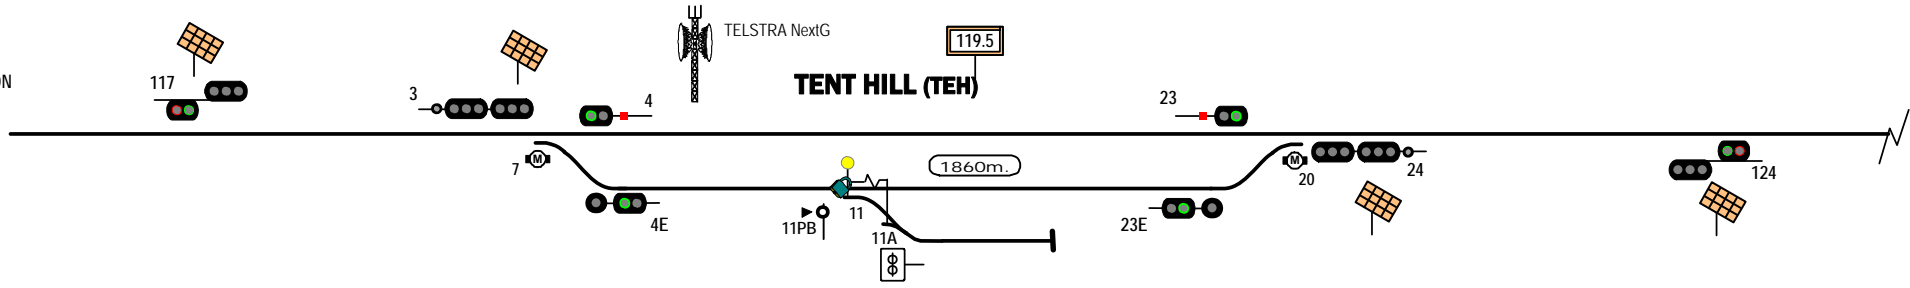 TELSTRA NextG
119.5
ON
117
3
4
TENT HILL (TEH)
23
7
M
1860m.
M
20
24
124
4E
11PB
11
11A
23E